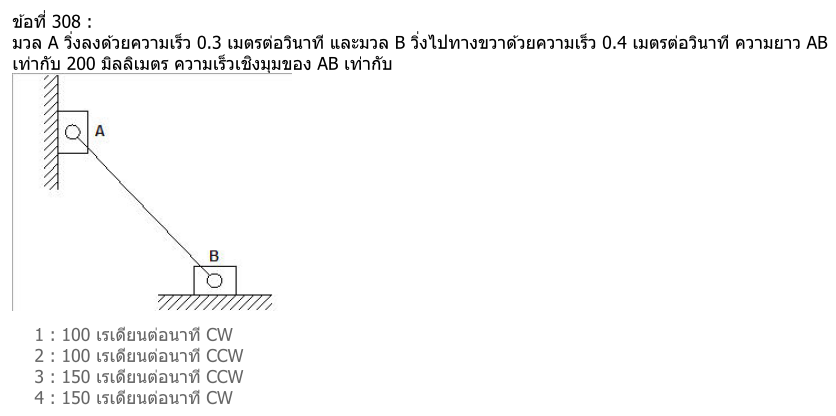 ข้อที่ 308 :
มวล A วิ่งลงด้วยความเร็ว 0.3 เมตรต่อวินาที และมวล B วิ่งไปทางขวาด้วยความเร็ว 0.4 เมตรต่อวินาที ความยาว AB
เท่ากับ 200 มิลลิเมตร ความเร็วเชิงมุมของ AB เท่ากับ
A
B
1 : 100 เรเดียนต่อนาที CW
2 : 100 เรเดียนต่อนาที CCW
3 : 150 เรเดียนต่อนาที CCW
4 : 150 เรเดียนต่อนาที CW